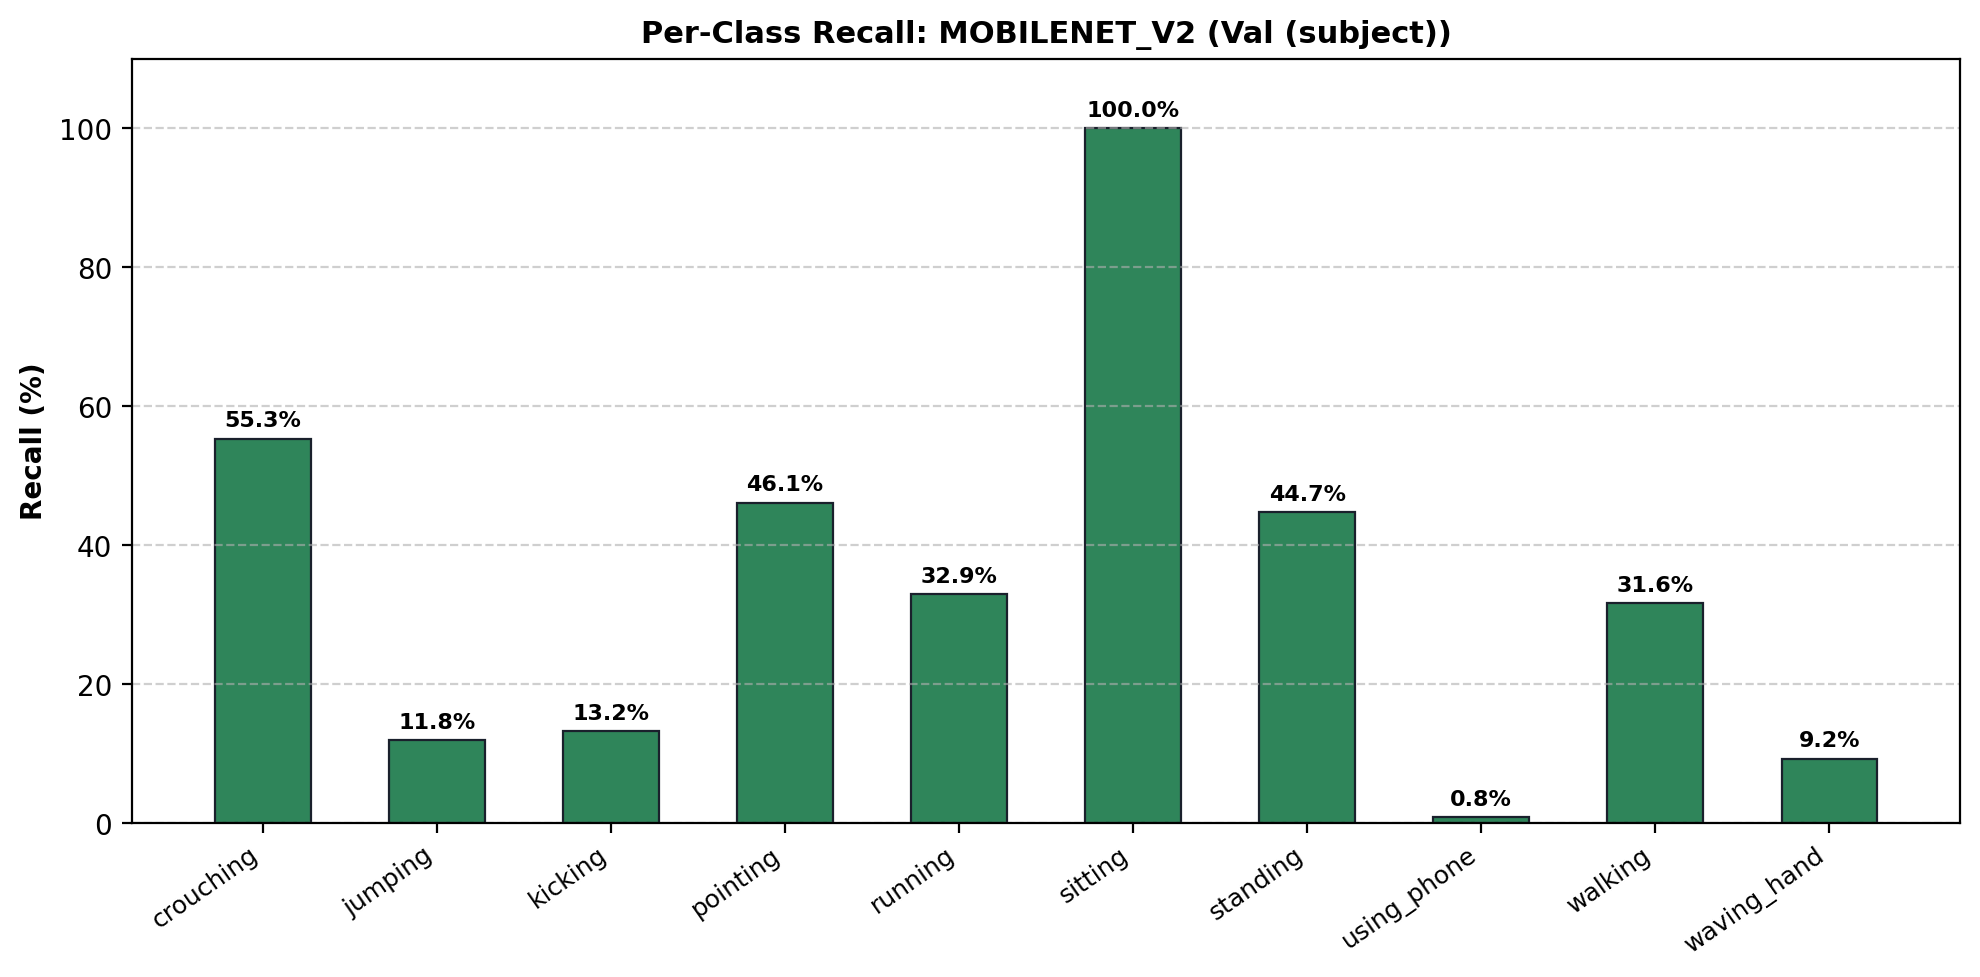 Per-Class Recall: MOBILENET_V2 (Val (subject))
Recall (%)
100
80
60
40
20
0
55.3%
11.8%
13.2%
46.1%
32.9%
100.0%
44.7%
0.8%
31.6%
9.2%
crouching
jumping
kicking
pointing
running
sitting
standing
using_phone
walking
waving_hand